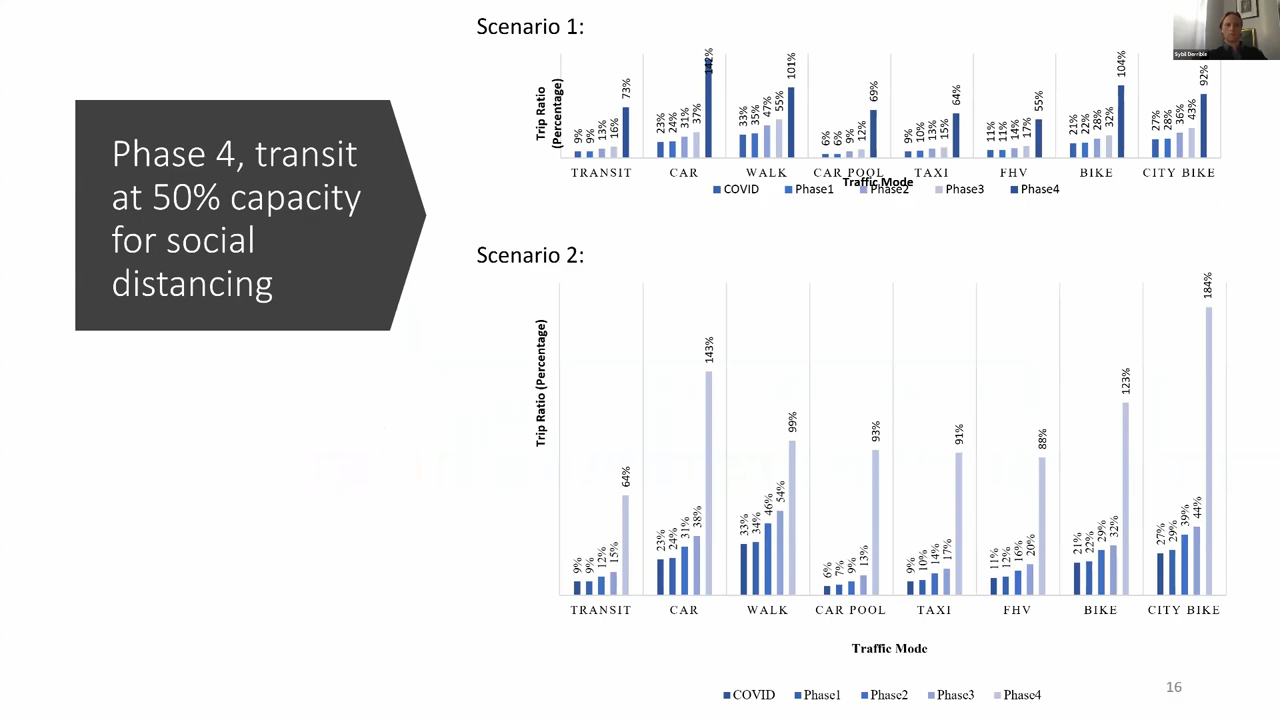 Scenario 1:
Sybil Derrible
Phase 4, transit
at 50% capacity
for social
distancing
Trip Ratio
(Percentage)
9% 9% 13% 16% 73%
23% 24% 31% 37% 142%
33% 35% 47% 55% 101%
6% 6% 9% 12% 69%
9% 10% 13% 15% 64%
11% 11% 14% 17% 55%
21% 22% 28% 32% 104%
27% 28% 36% 43% 92%
TRANSIT CAR WALK CAR POOL TAXI FHV BIKE CITY BIKE
Traffic Mode
COVID Phase1 Phase2 Phase3 Phase4
Scenario 2:
Trip Ratio (Percentage)
9% 9% 12% 15% 64%
23% 24% 31% 38% 143%
33% 34% 46% 54% 99%
6% 7% 9% 13% 93%
9% 10% 14% 17% 91%
11% 12% 16% 20% 88%
21% 22% 29% 32% 123%
27% 29% 39% 44% 184%
TRANSIT CAR WALK CAR POOL TAXI FHV BIKE CITY BIKE
Traffic Mode
COVID Phase1 Phase2 Phase3 Phase4
16